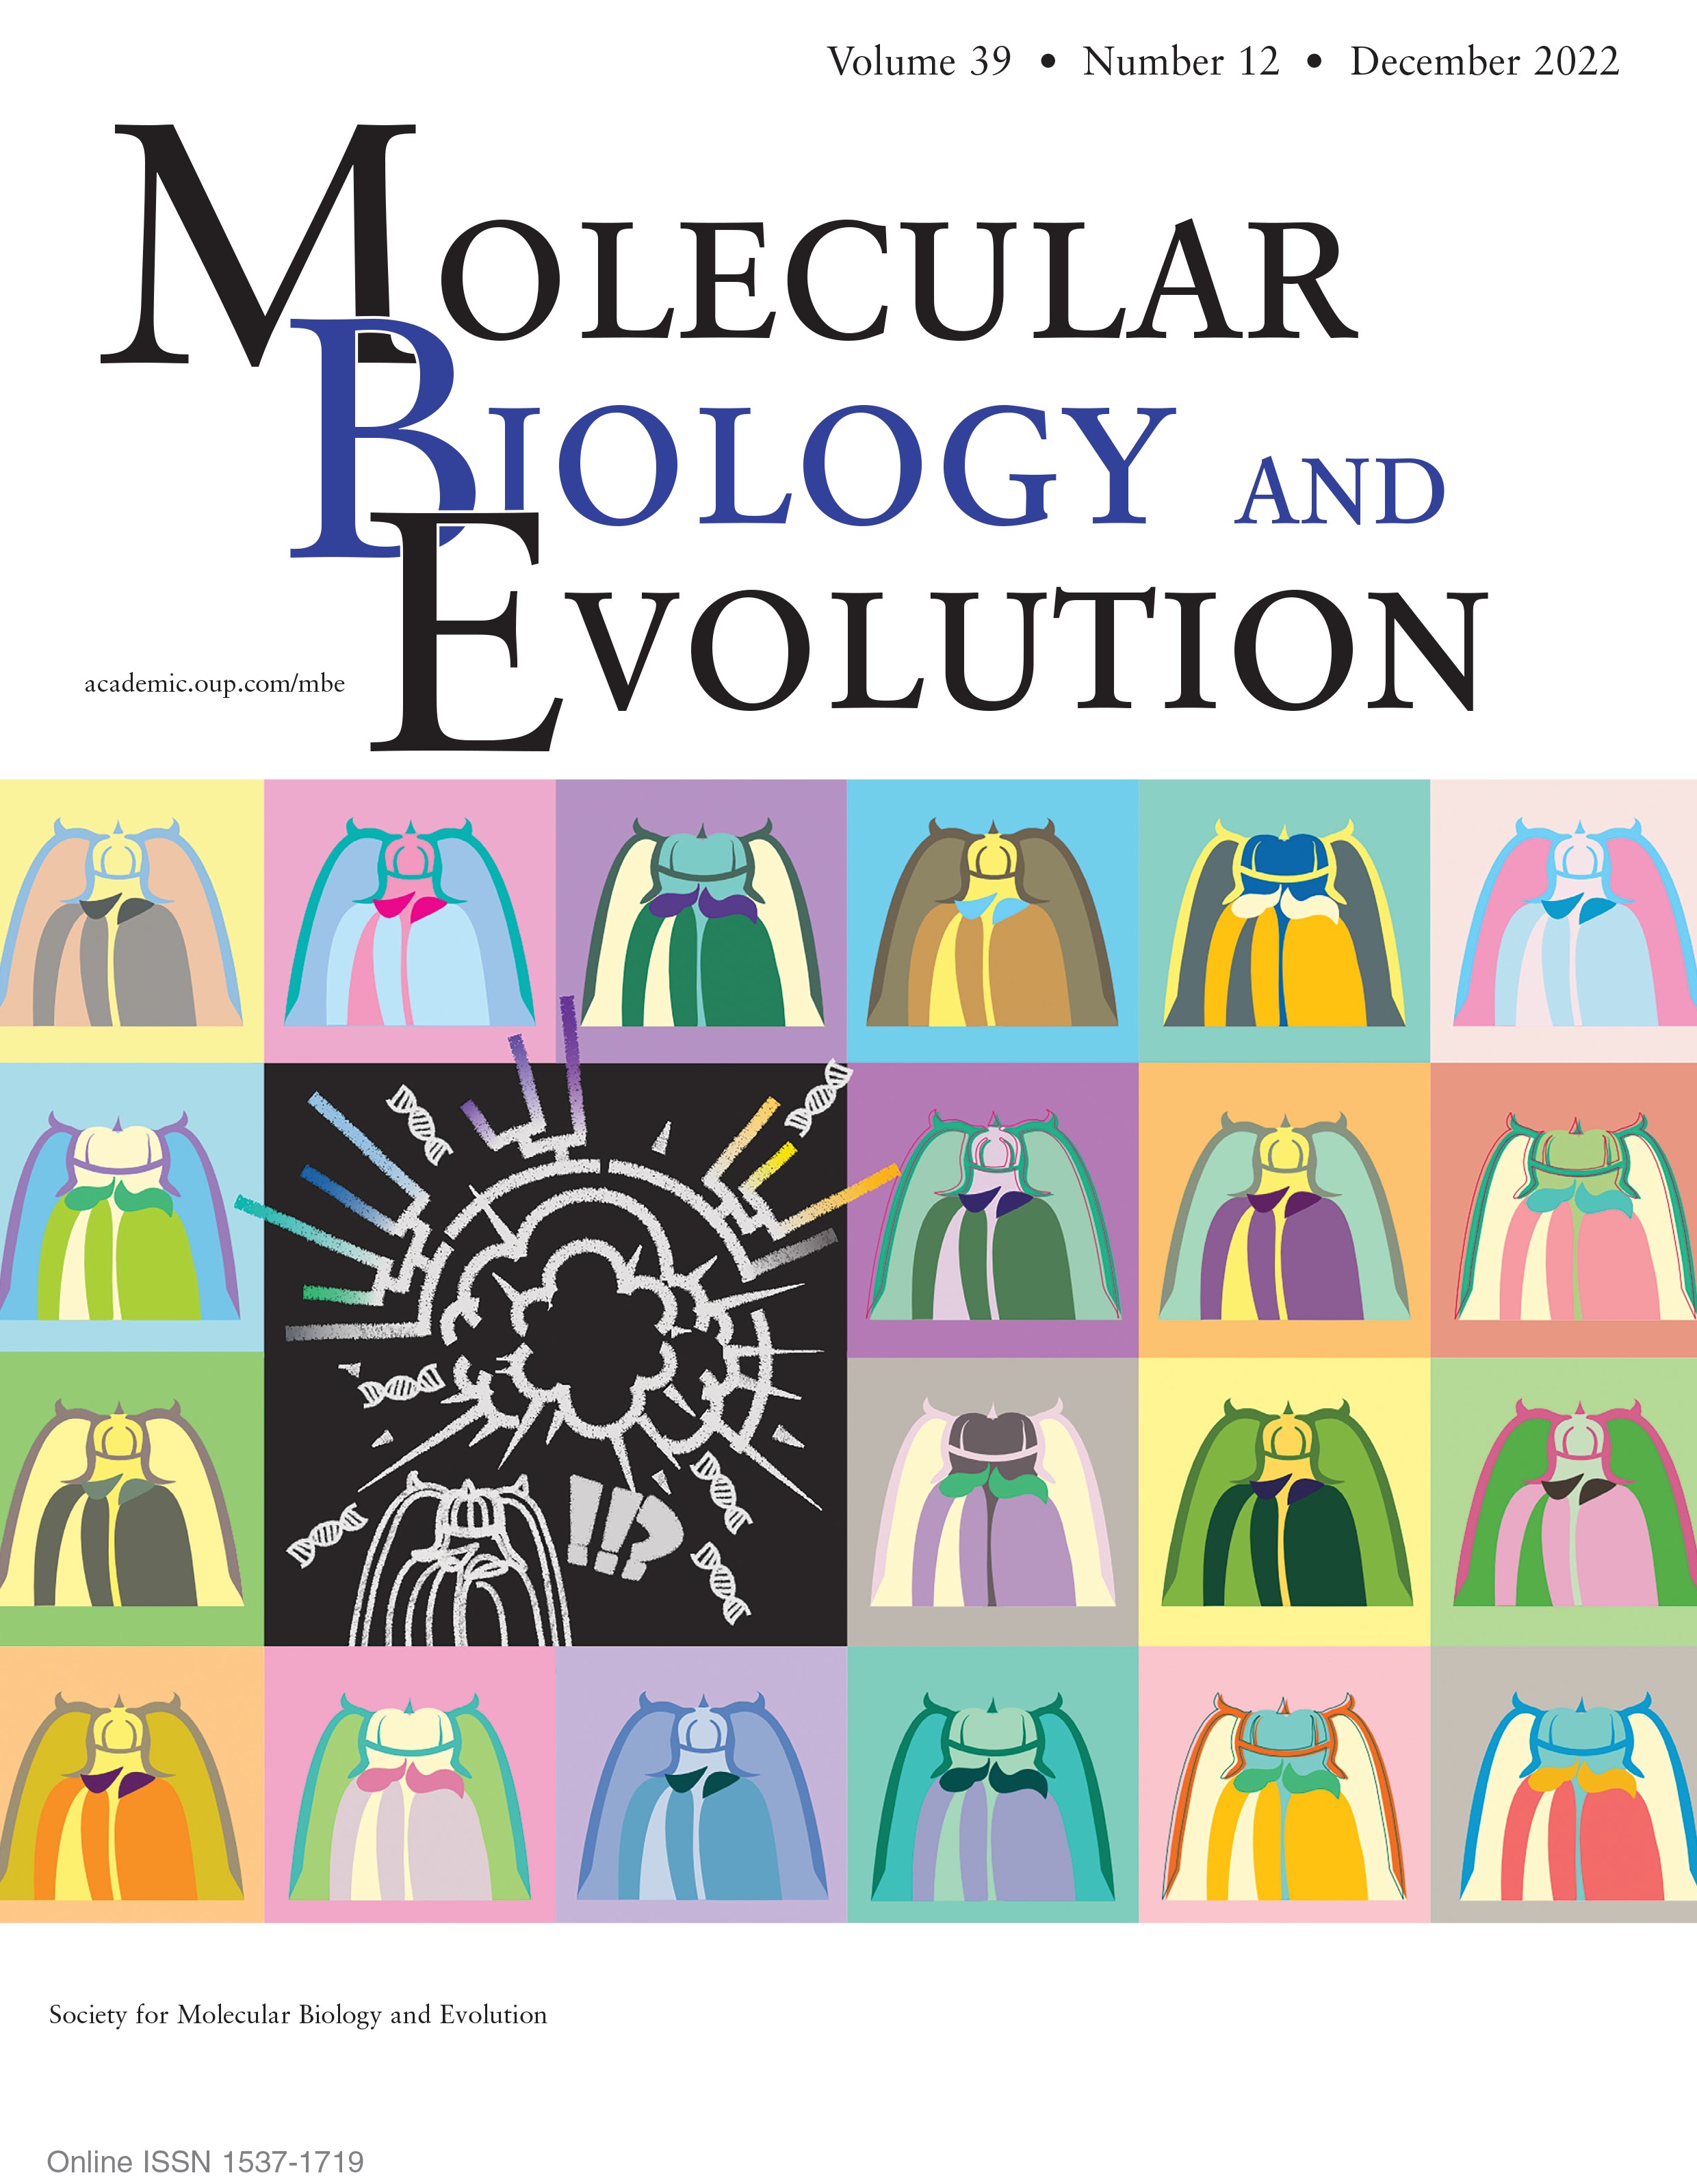 Volume 39 • Number 12 • December 2022
MOLECULAR
BIOLOGY AND
EVOLUTION
academic.oup.com/mbe
!!?
Society for Molecular Biology and Evolution
Online ISSN 1537-1719